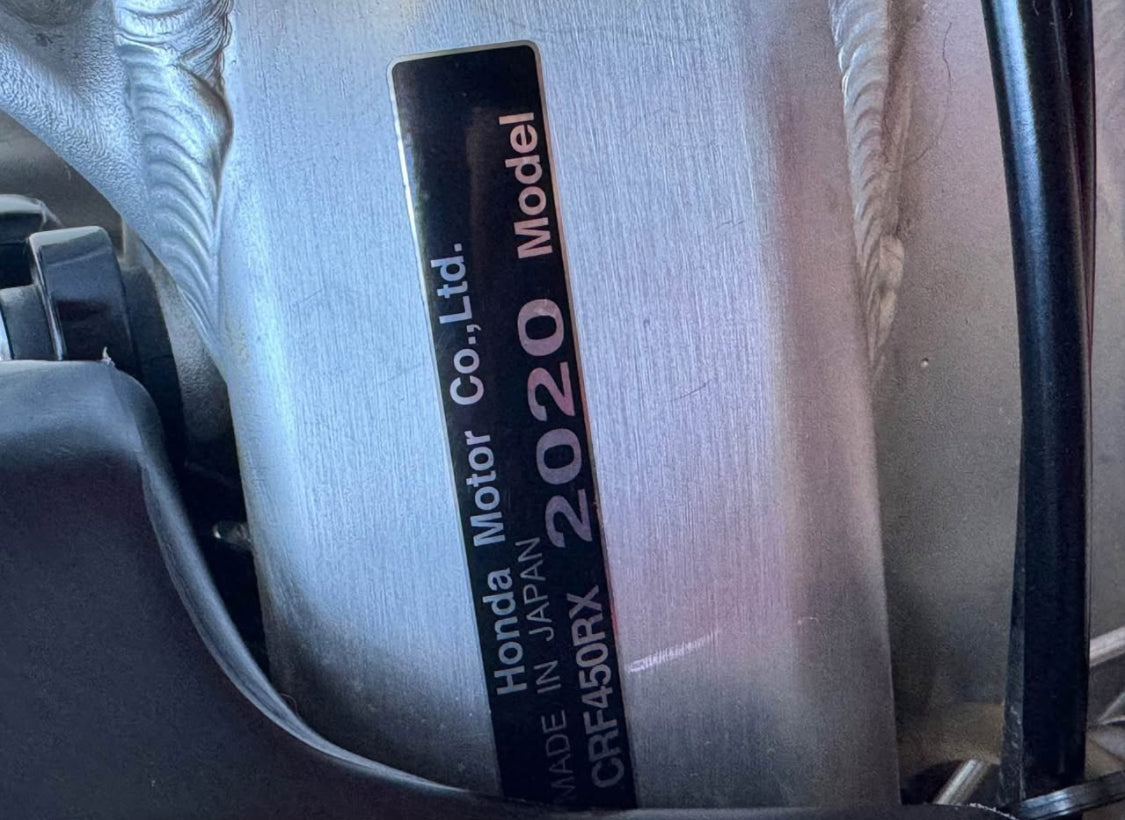 Honda Motor Co.,Ltd.
MADE IN JAPAN
CRF450RX 2020 Model